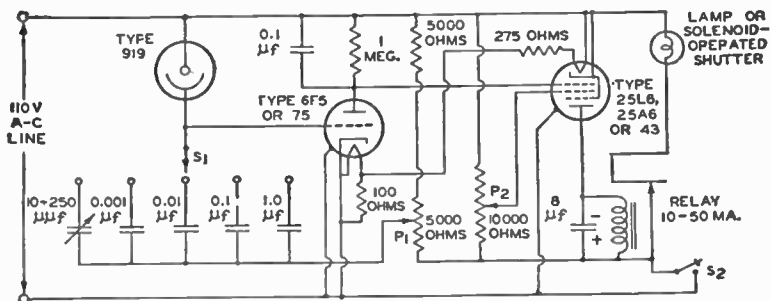 110 V
A-C
LINE
TYPE
919
0.1
µf
1
MEG.
5000
OHMS
275 OHMS
LAMP OR
SOLENOID-
OPERATED
SHUTTER
TYPE 6F5
OR 75
TYPE
25L6,
25A6
OR 43
S1
10-250
µµf
0.001
µf
0.01
µf
0.1
µf
1.0
µf
100
OHMS
P1
5000
OHMS
P2
10000
OHMS
8
µf
-
+
RELAY
10-50 MA.
S2